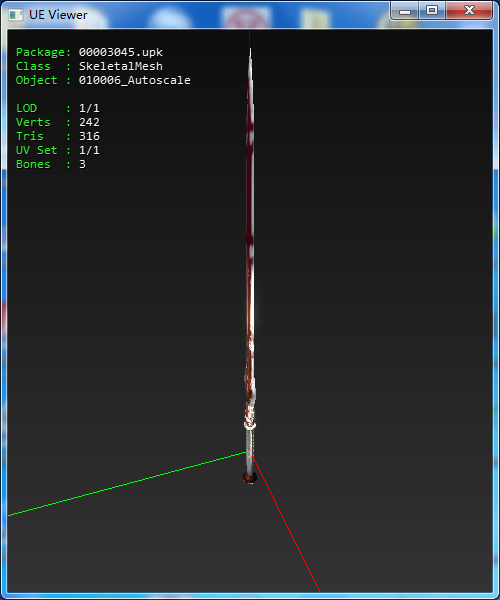 UE Viewer
Package: 00003045.upk
Class  : SkeletalMesh
Object : 010006_Autoscale
LOD    : 1/1
Verts  : 242
Tris   : 316
UV Set : 1/1
Bones  : 3